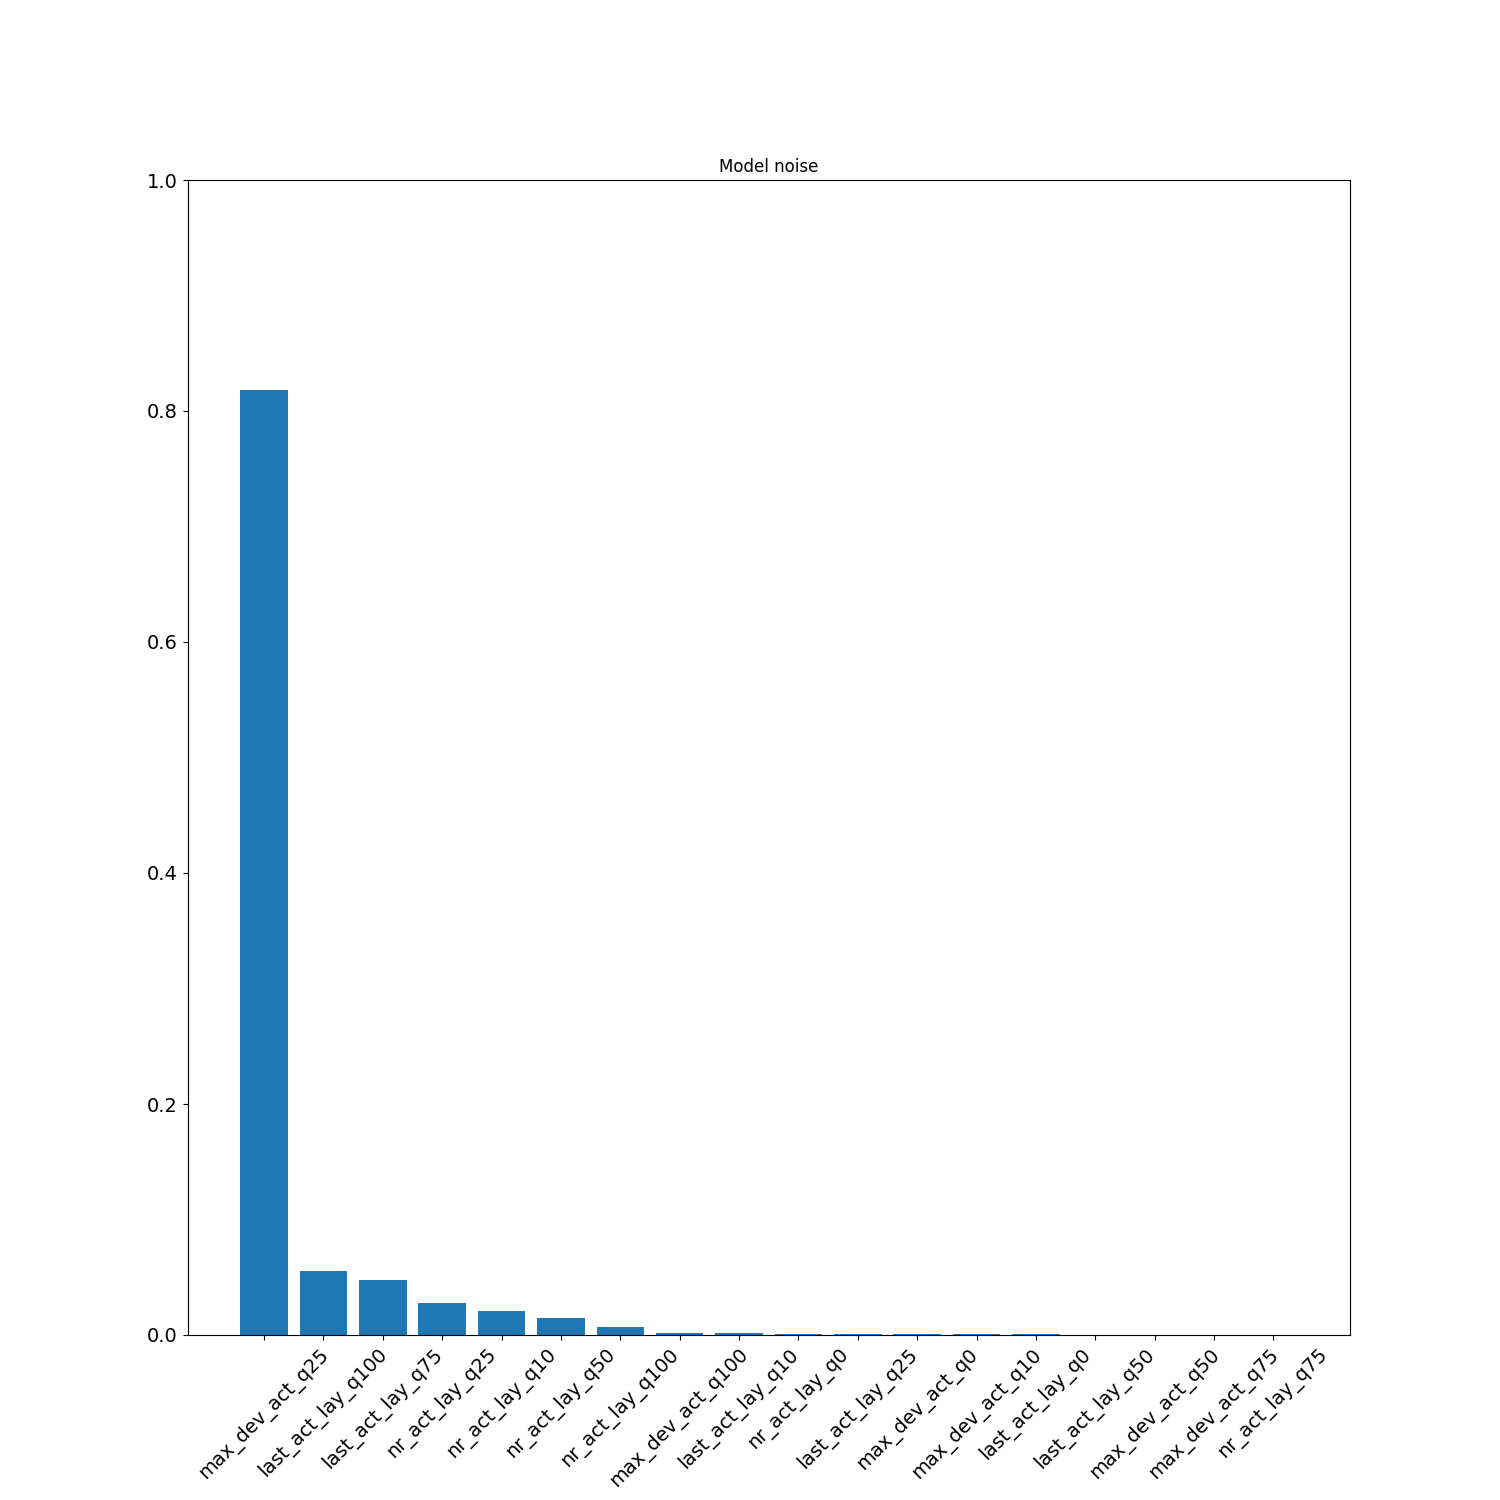 Model noise
1.0
0.8
0.6
0.4
0.2
0.0
max_dev_act_q25
last_act_lay_q100
last_act_lay_q75
nr_act_lay_q25
nr_act_lay_q10
nr_act_lay_q50
nr_act_lay_q100
max_dev_act_q100
last_act_lay_q10
nr_act_lay_q0
last_act_lay_q25
max_dev_act_q0
max_dev_act_q10
last_act_lay_q0
last_act_lay_q50
max_dev_act_q50
max_dev_act_q75
nr_act_lay_q75